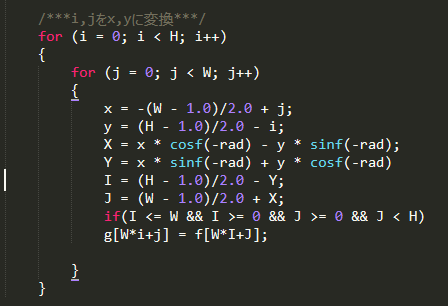 /***i,jをx,yに変換***/
for (i = 0; i < H; i++)
{
for (j = 0; j < W; j++)
{
x = -(W - 1.0)/2.0 + j;
y = (H - 1.0)/2.0 - i;
X = x * cosf(-rad) - y * sinf(-rad);
Y = x * sinf(-rad) + y * cosf(-rad)
I = (H - 1.0)/2.0 - Y;
J = (W - 1.0)/2.0 + X;
if(I <= W && I >= 0 && J >= 0 && J < H)
g[W*i+j] = f[W*I+J];
}
}